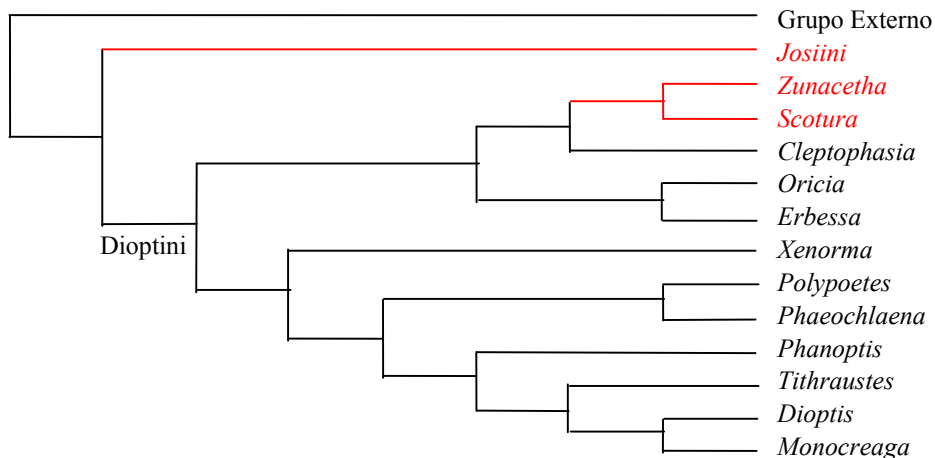 Grupo Externo
Josiini
Zunacetha
Scotura
Cleptophasia
Oricia
Erbessa
Dioptini
Xenorma
Polypoetes
Phaeochlaena
Phanoptis
Tithraustes
Dioptis
Monocreaga